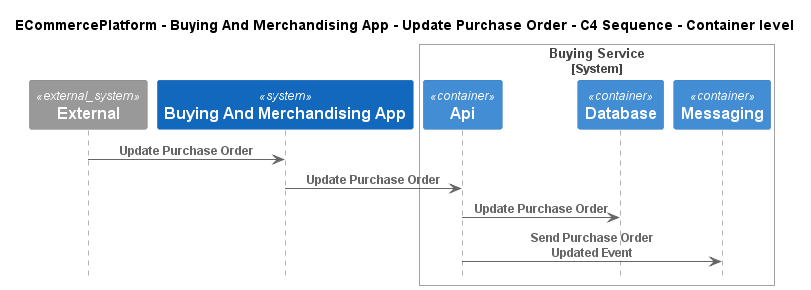 ECommercePlatform - Buying And Merchandising App - Update Purchase Order - C4 Sequence - Container level
Buying Service
[System]
«external_system»
External
«system»
Buying And Merchandising App
«container»
Api
«container»
Database
«container»
Messaging
Update Purchase Order
Update Purchase Order
Update Purchase Order
Send Purchase Order
Updated Event